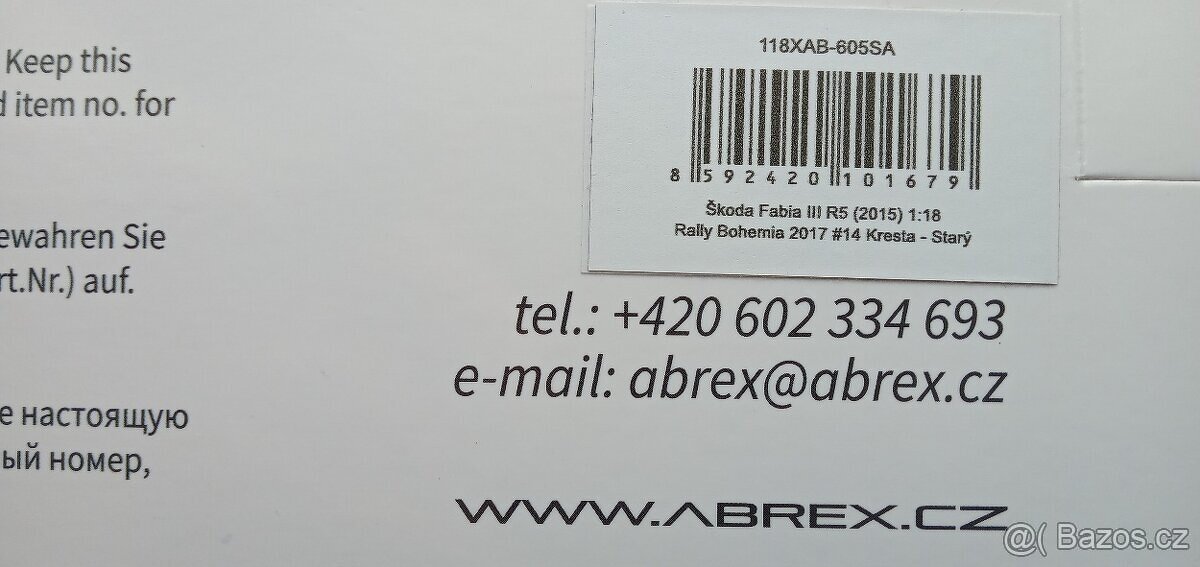 Keep this
d item no. for
ewahren Sie
rt.Nr.) auf.
е настоящую
ый номер,
118XAB-605SA
8 592420 101679
Škoda Fabia III R5 (2015) 1:18
Rally Bohemia 2017 #14 Kresta - Starý
tel.: +420 602 334 693
e-mail: abrex@abrex.cz
WWW.ABREX.CZ
@( Bazos.cz